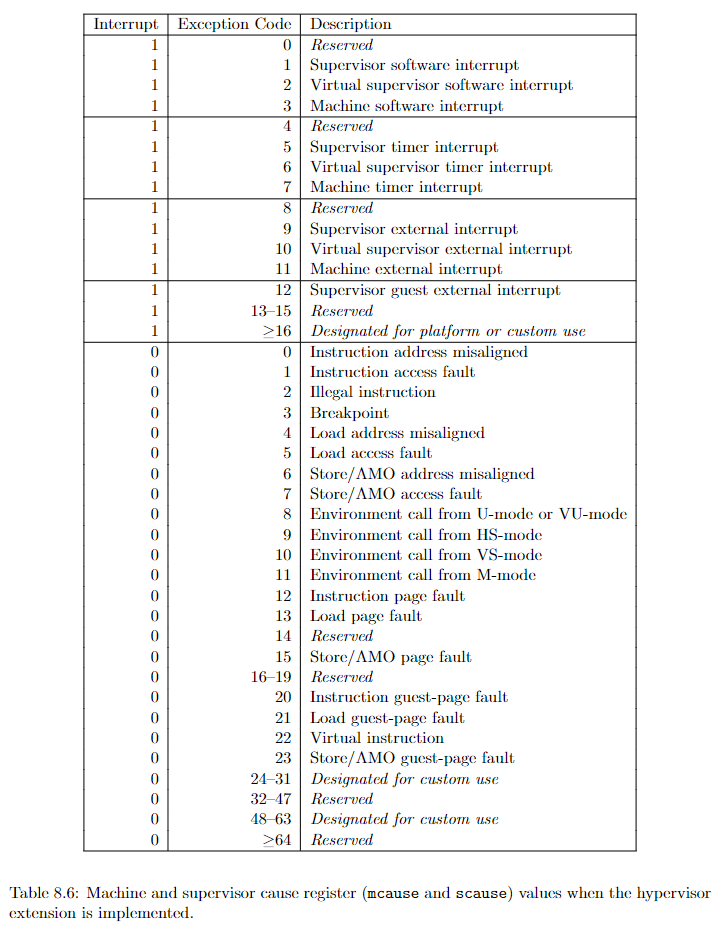 Interrupt Exception Code Description
1 0 Reserved
1 1 Supervisor software interrupt
1 2 Virtual supervisor software interrupt
1 3 Machine software interrupt
1 4 Reserved
1 5 Supervisor timer interrupt
1 6 Virtual supervisor timer interrupt
1 7 Machine timer interrupt
1 8 Reserved
1 9 Supervisor external interrupt
1 10 Virtual supervisor external interrupt
1 11 Machine external interrupt
1 12 Supervisor guest external interrupt
1 13–15 Reserved
1 ≥16 Designated for platform or custom use
0 0 Instruction address misaligned
0 1 Instruction access fault
0 2 Illegal instruction
0 3 Breakpoint
0 4 Load address misaligned
0 5 Load access fault
0 6 Store/AMO address misaligned
0 7 Store/AMO access fault
0 8 Environment call from U-mode or VU-mode
0 9 Environment call from HS-mode
0 10 Environment call from VS-mode
0 11 Environment call from M-mode
0 12 Instruction page fault
0 13 Load page fault
0 14 Reserved
0 15 Store/AMO page fault
0 16–19 Reserved
0 20 Instruction guest-page fault
0 21 Load guest-page fault
0 22 Virtual instruction
0 23 Store/AMO guest-page fault
0 24–31 Designated for custom use
0 32–47 Reserved
0 48–63 Designated for custom use
0 ≥64 Reserved
Table 8.6: Machine and supervisor cause register (mcause and scause) values when the hypervisor
extension is implemented.